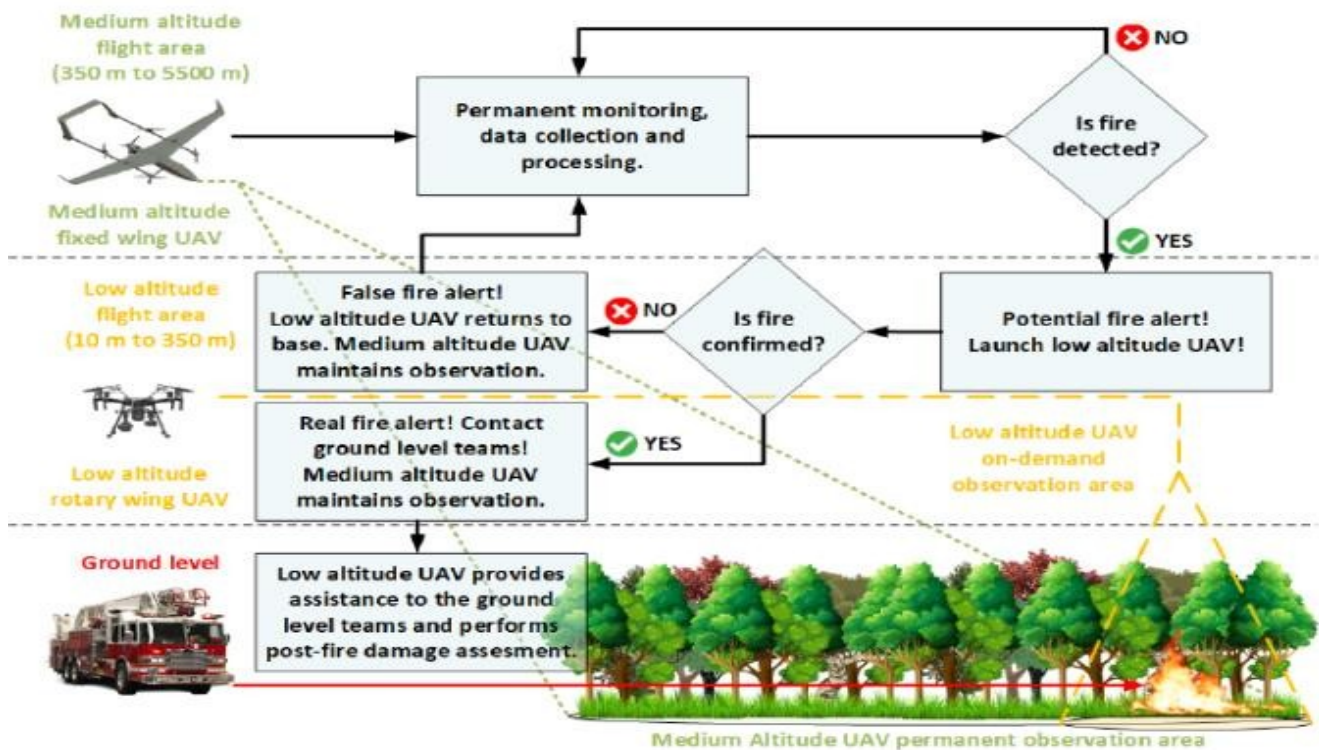 Medium altitude
flight area
(350 m to 5500 m)
Medium altitude
fixed wing UAV
Permanent monitoring,
data collection and
processing.
NO
Is fire
detected?
YES
Low altitude
flight area
(10 m to 350 m)
False fire alert!
Low altitude UAV returns to
base. Medium altitude UAV
maintains observation.
NO
Is fire
confirmed?
Potential fire alert!
Launch low altitude UAV!
Low altitude
rotary wing UAV
Real fire alert! Contact
ground level teams!
Medium altitude UAV
maintains observation.
YES
Low altitude UAV
on-demand
observation area
Ground level
Low altitude UAV provides
assistance to the ground
level teams and performs
post-fire damage assesment.
Medium Altitude UAV permanent observation area